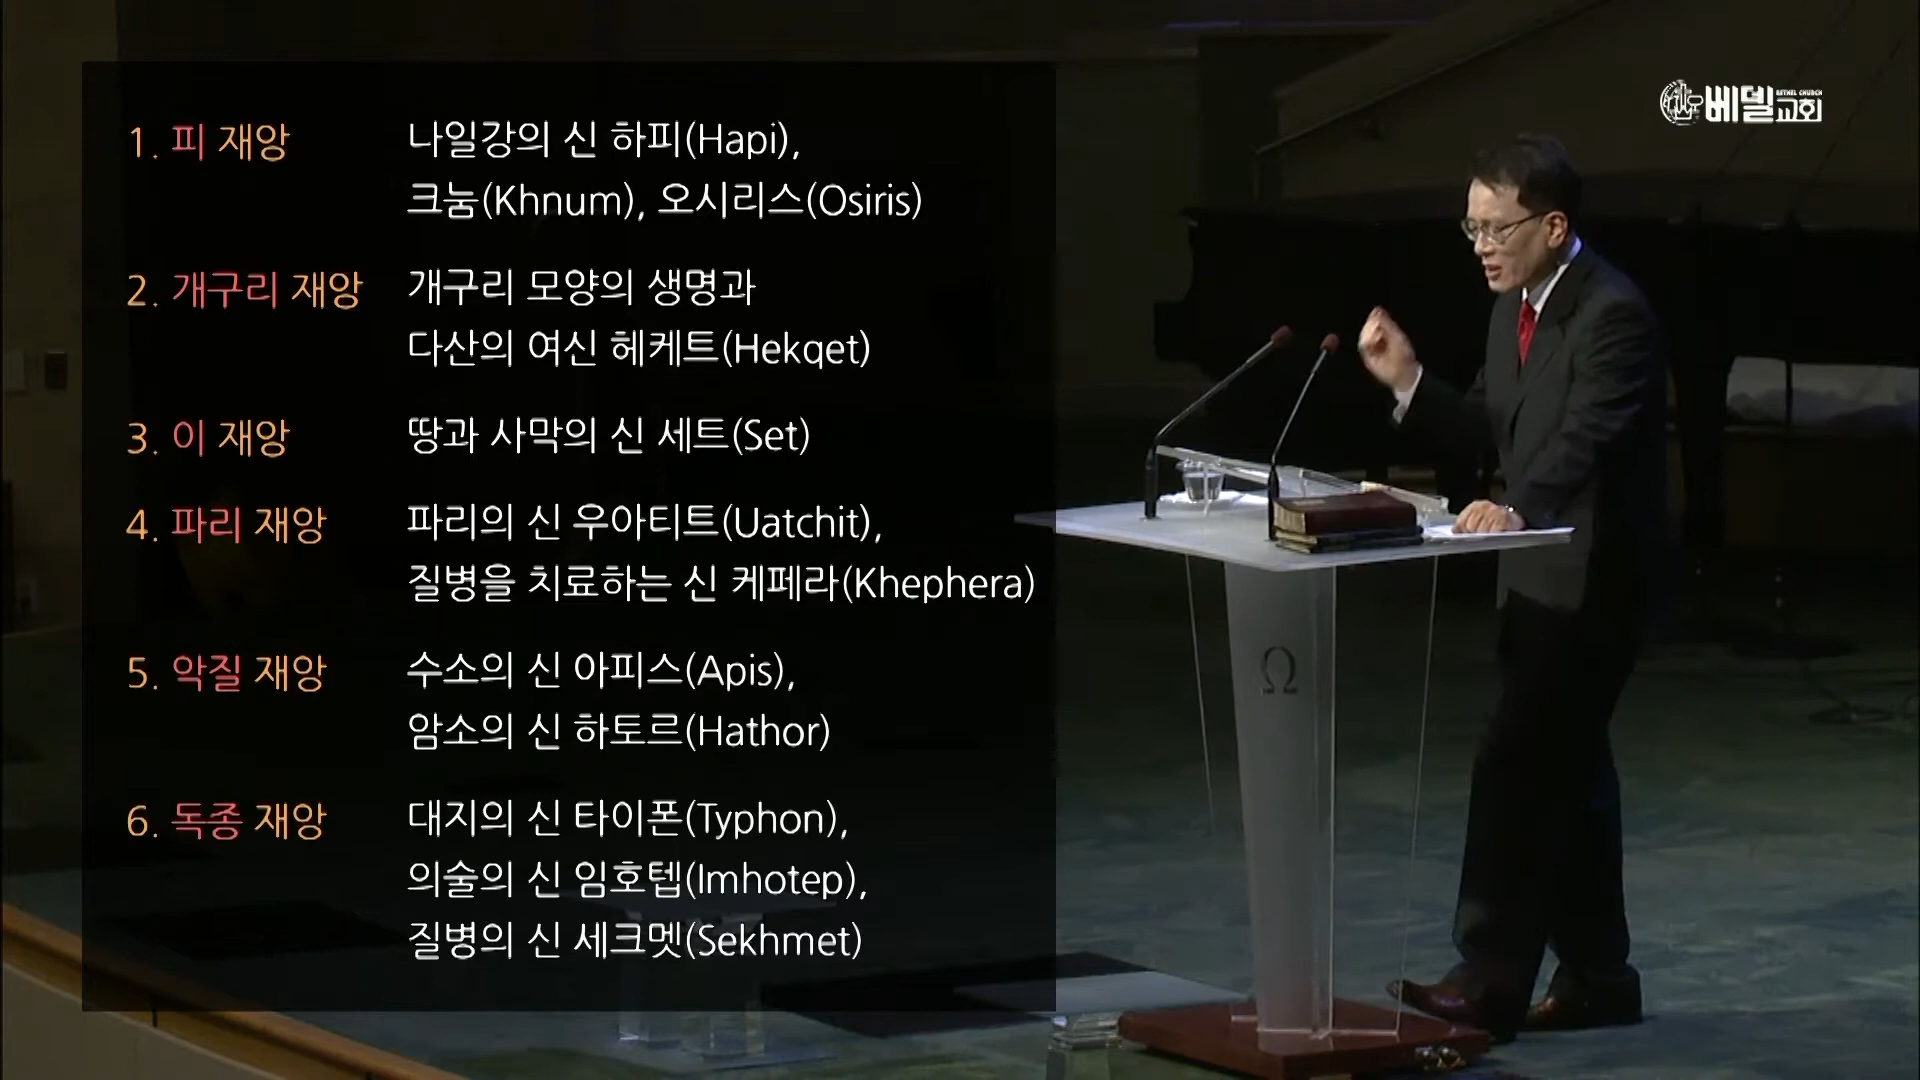 베델교회
BETHEL CHURCH
1. 피 재앙 나일강의 신 하피(Hapi),
크눔(Khnum), 오시리스(Osiris)
2. 개구리 재앙 개구리 모양의 생명과
다산의 여신 헤케트(Hekqet)
3. 이 재앙 땅과 사막의 신 세트(Set)
4. 파리 재앙 파리의 신 우아티트(Uatchit),
질병을 치료하는 신 케페라(Khephera)
5. 악질 재앙 수소의 신 아피스(Apis),
암소의 신 하토르(Hathor)
6. 독종 재앙 대지의 신 타이폰(Typhon),
의술의 신 임호텝(Imhotep),
질병의 신 세크멧(Sekhmet)
Ω